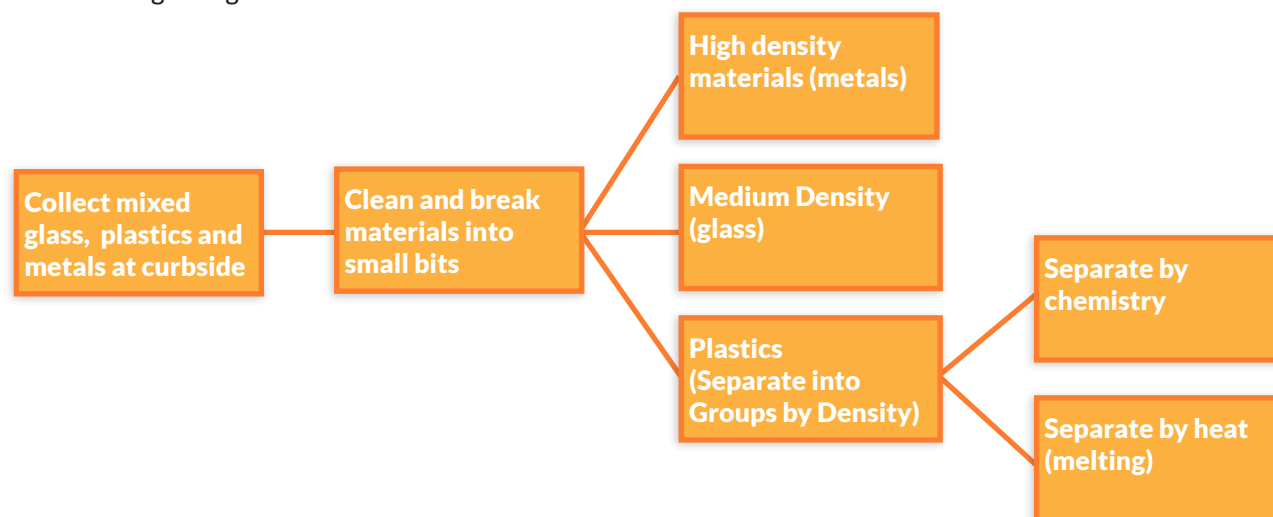 Collect mixed
glass, plastics and
metals at curbside
Clean and break
materials into
small bits
High density
materials (metals)
Medium Density
(glass)
Plastics
(Separate into
Groups by Density)
Separate by
chemistry
Separate by heat
(melting)